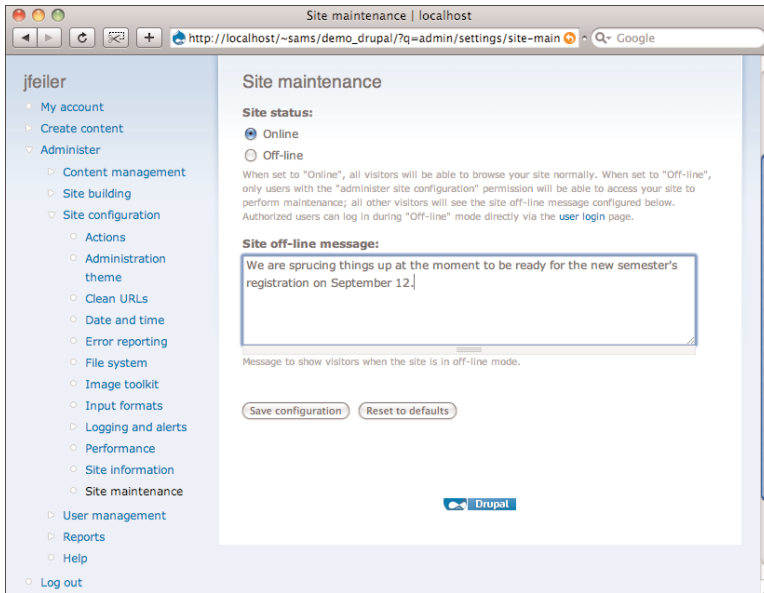 Site maintenance | localhost
http://localhost/~sams/demo_drupal/?q=admin/settings/site-main
Google
jfeiler
My account
Create content
Administer
Content management
Site building
Site configuration
Actions
Administration
theme
Clean URLs
Date and time
Error reporting
File system
Image toolkit
Input formats
Logging and alerts
Performance
Site information
Site maintenance
User management
Reports
Help
Log out
Site maintenance
Site status:
Online
Off-line
When set to "Online", all visitors will be able to browse your site normally. When set to "Off-line",
only users with the "administer site configuration" permission will be able to access your site to
perform maintenance; all other visitors will see the site off-line message configured below.
Authorized users can log in during "Off-line" mode directly via the user login page.
Site off-line message:
We are sprucing things up at the moment to be ready for the new semester's
registration on September 12.
Message to show visitors when the site is in off-line mode.
Save configuration Reset to defaults
Drupal